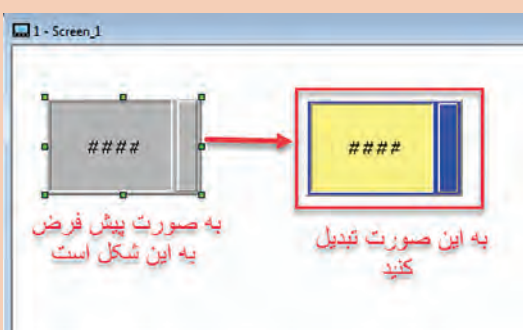 1 - Screen_1
####
####
به صورت پیش فرض
به این شکل است
به این صورت تبدیل
کنید